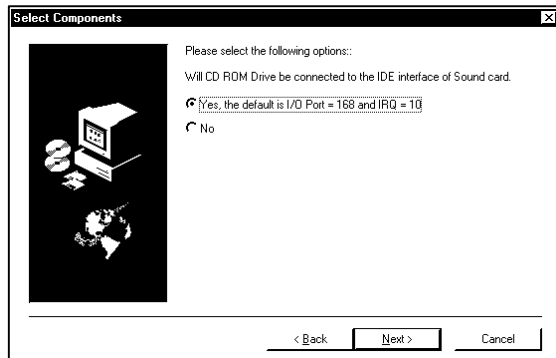 Select Components
Please select the following options::
Will CD ROM Drive be connected to the IDE interface of Sound card.
Yes, the default is I/O Port = 168 and IRQ = 10
No
< Back
Next >
Cancel